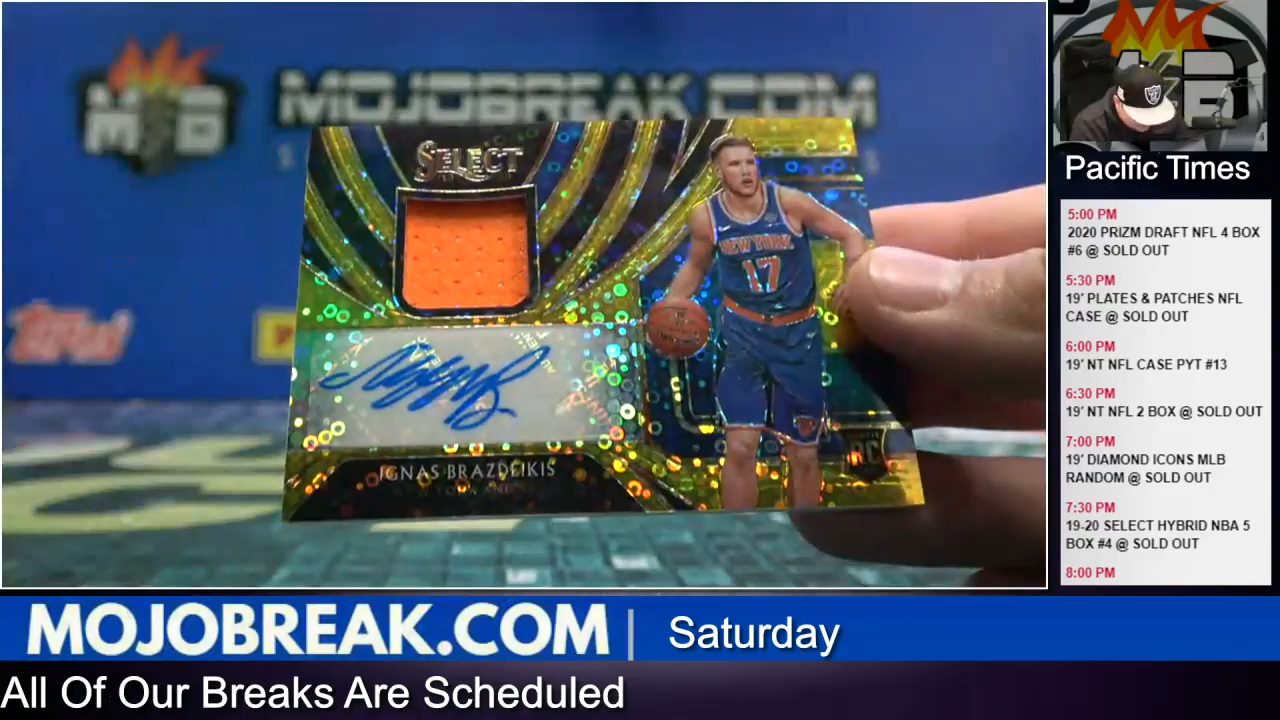 MOJOBREAK.COM
SELECT
NEW YORK
17
IGNAS BRAZDEIKIS
RC
Topps
Pacific Times
5:00 PM
2020 PRIZM DRAFT NFL 4 BOX
#6 @ SOLD OUT
5:30 PM
19' PLATES & PATCHES NFL
CASE @ SOLD OUT
6:00 PM
19' NT NFL CASE PYT #13
6:30 PM
19' NT NFL 2 BOX @ SOLD OUT
7:00 PM
19' DIAMOND ICONS MLB
RANDOM @ SOLD OUT
7:30 PM
19-20 SELECT HYBRID NBA 5
BOX #4 @ SOLD OUT
8:00 PM
MOJOBREAK.COM | Saturday
All Of Our Breaks Are Scheduled